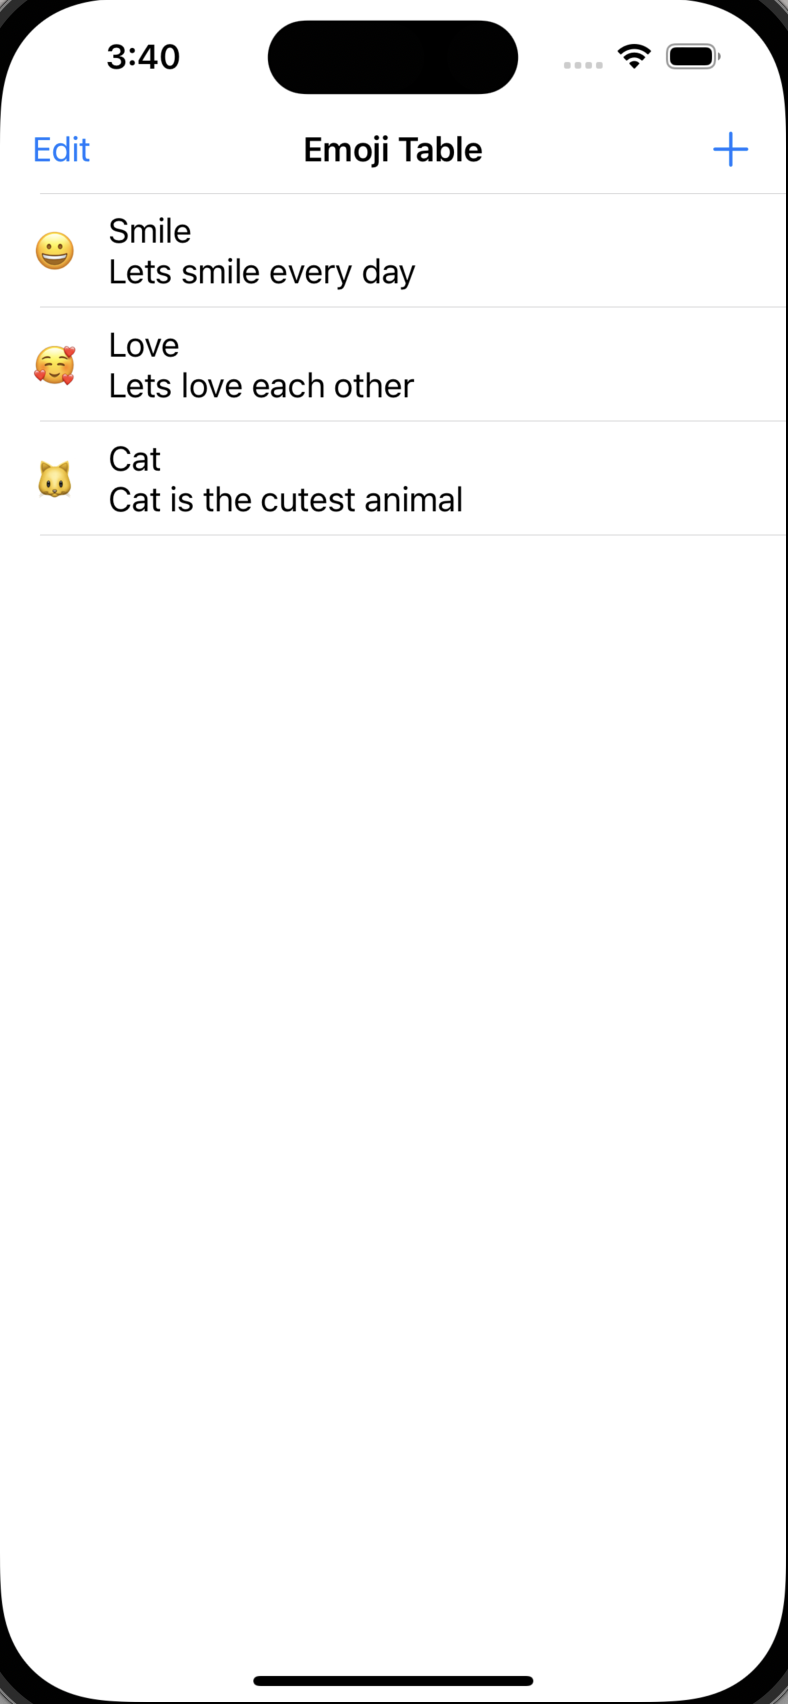 3:40
Edit
Emoji Table
😀
Smile
Lets smile every day
🥰
Love
Lets love each other
🐱
Cat
Cat is the cutest animal